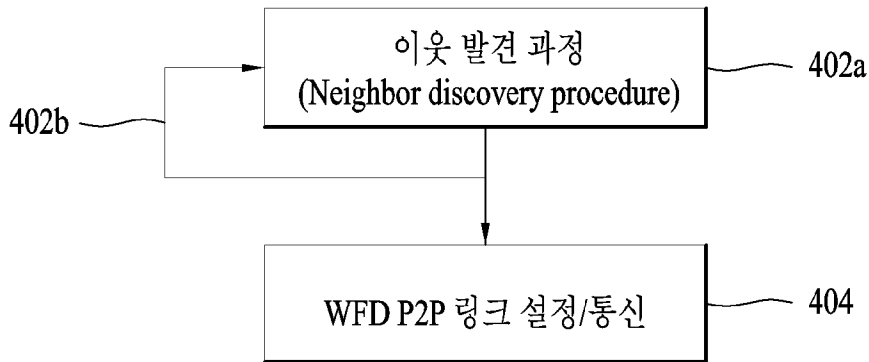 이웃 발견 과정
(Neighbor discovery procedure)
402a
402b
WFD P2P 링크 설정/통신
404